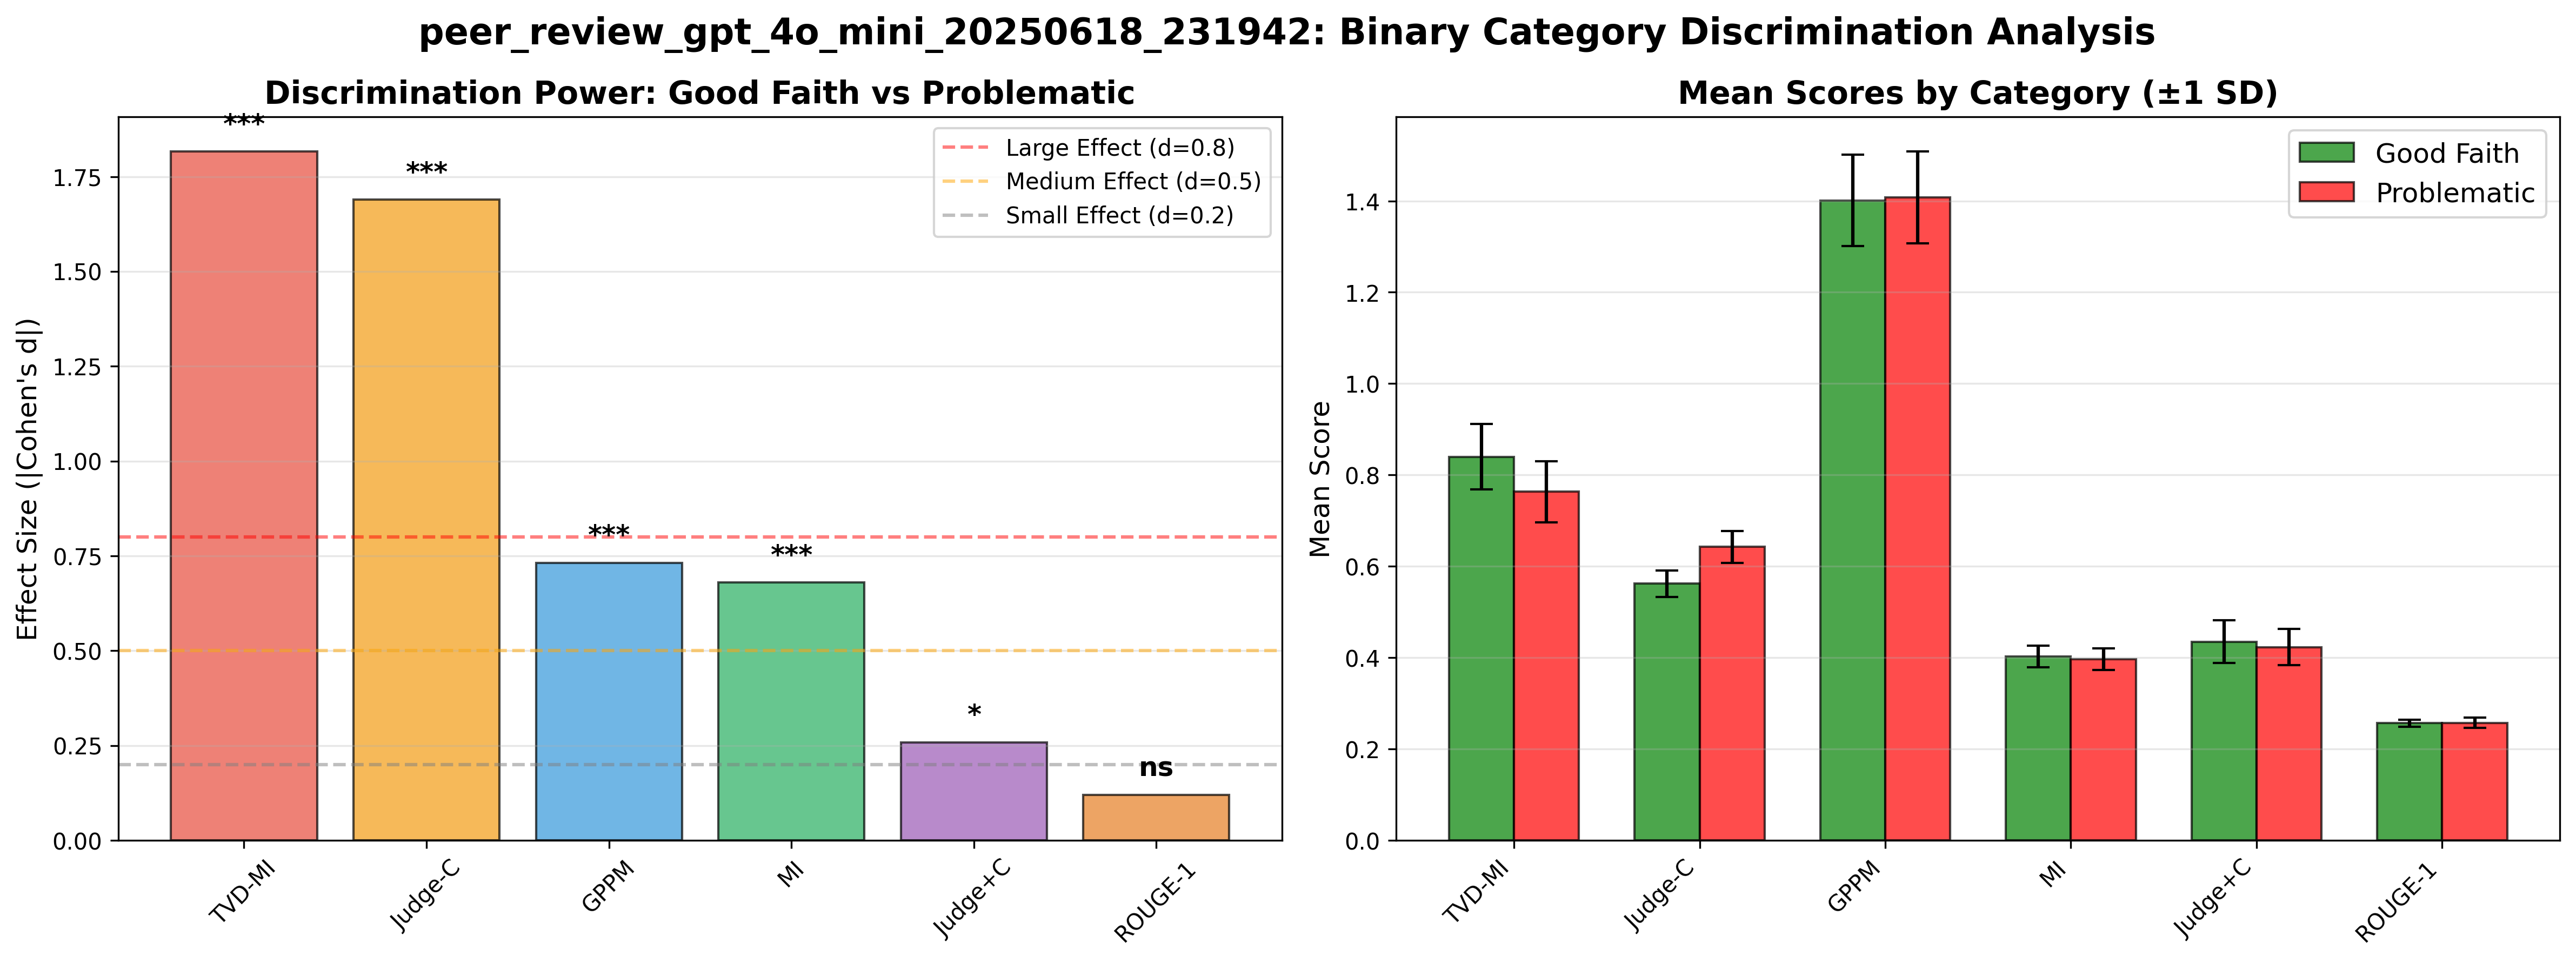 peer_review_gpt_4o_mini_20250618_231942: Binary Category Discrimination Analysis
Discrimination Power: Good Faith vs Problematic
Effect Size (|Cohen's d|)
1.75
1.50
1.25
1.00
0.75
0.50
0.25
0.00
***
***
***
***
*
ns
Large Effect (d=0.8)
Medium Effect (d=0.5)
Small Effect (d=0.2)
TVD-MI
Judge-C
GPPM
MI
Judge+C
ROUGE-1
Mean Scores by Category (±1 SD)
Mean Score
1.4
1.2
1.0
0.8
0.6
0.4
0.2
0.0
Good Faith
Problematic
TVD-MI
Judge-C
GPPM
MI
Judge+C
ROUGE-1